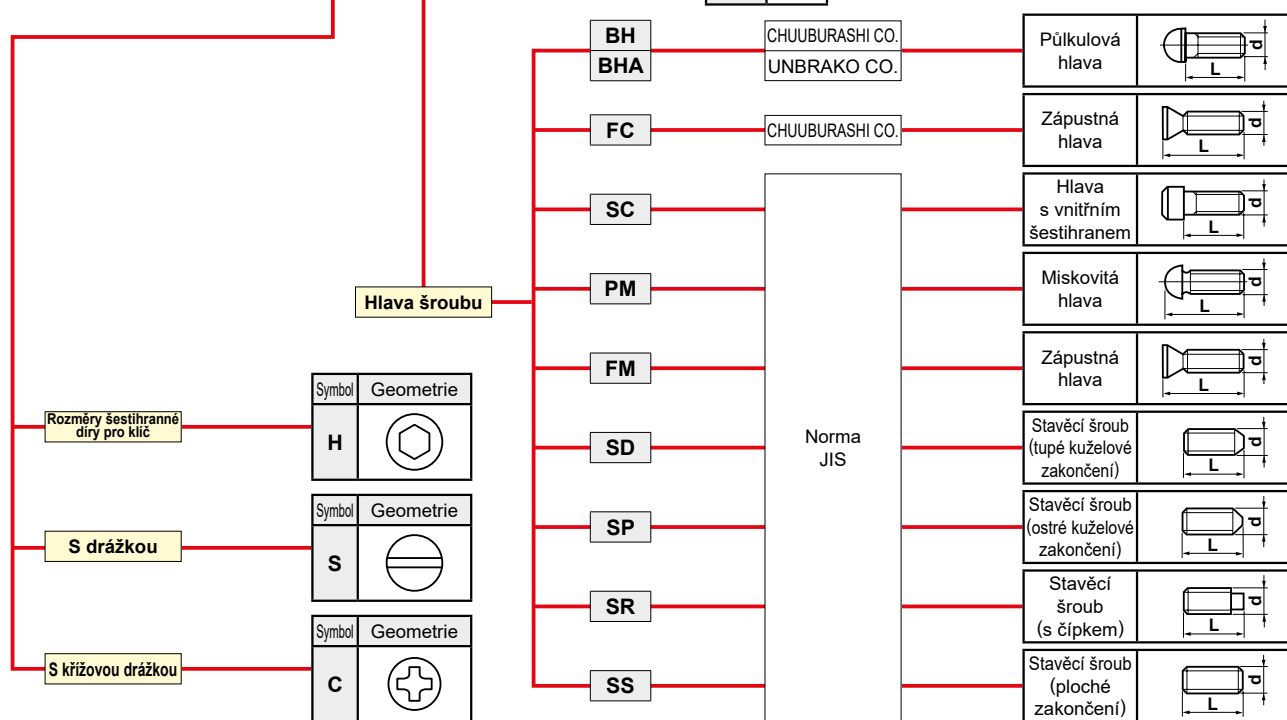 BH
CHUUBURASHI CO.
Půlkulová
hlava
d
L
BHA
UNBRAKO CO.
FC
CHUUBURASHI CO.
Zápustná
hlava
d
L
SC
Hlava
s vnitřním
šestihranem
d
L
PM
Miskovitá
hlava
d
L
Hlava šroubu
FM
Zápustná
hlava
d
L
Rozměry šestihranné
díry pro klíč
Symbol Geometrie
H
SD
Norma
JIS
Stavěcí šroub
(tupé kuželové
zakončení)
d
L
S drážkou
Symbol Geometrie
S
SP
Stavěcí šroub
(ostré kuželové
zakončení)
d
L
SR
Stavěcí
šroub
(s čípkem)
d
L
S křížovou drážkou
Symbol Geometrie
C
SS
Stavěcí šroub
(ploché
zakončení)
d
L